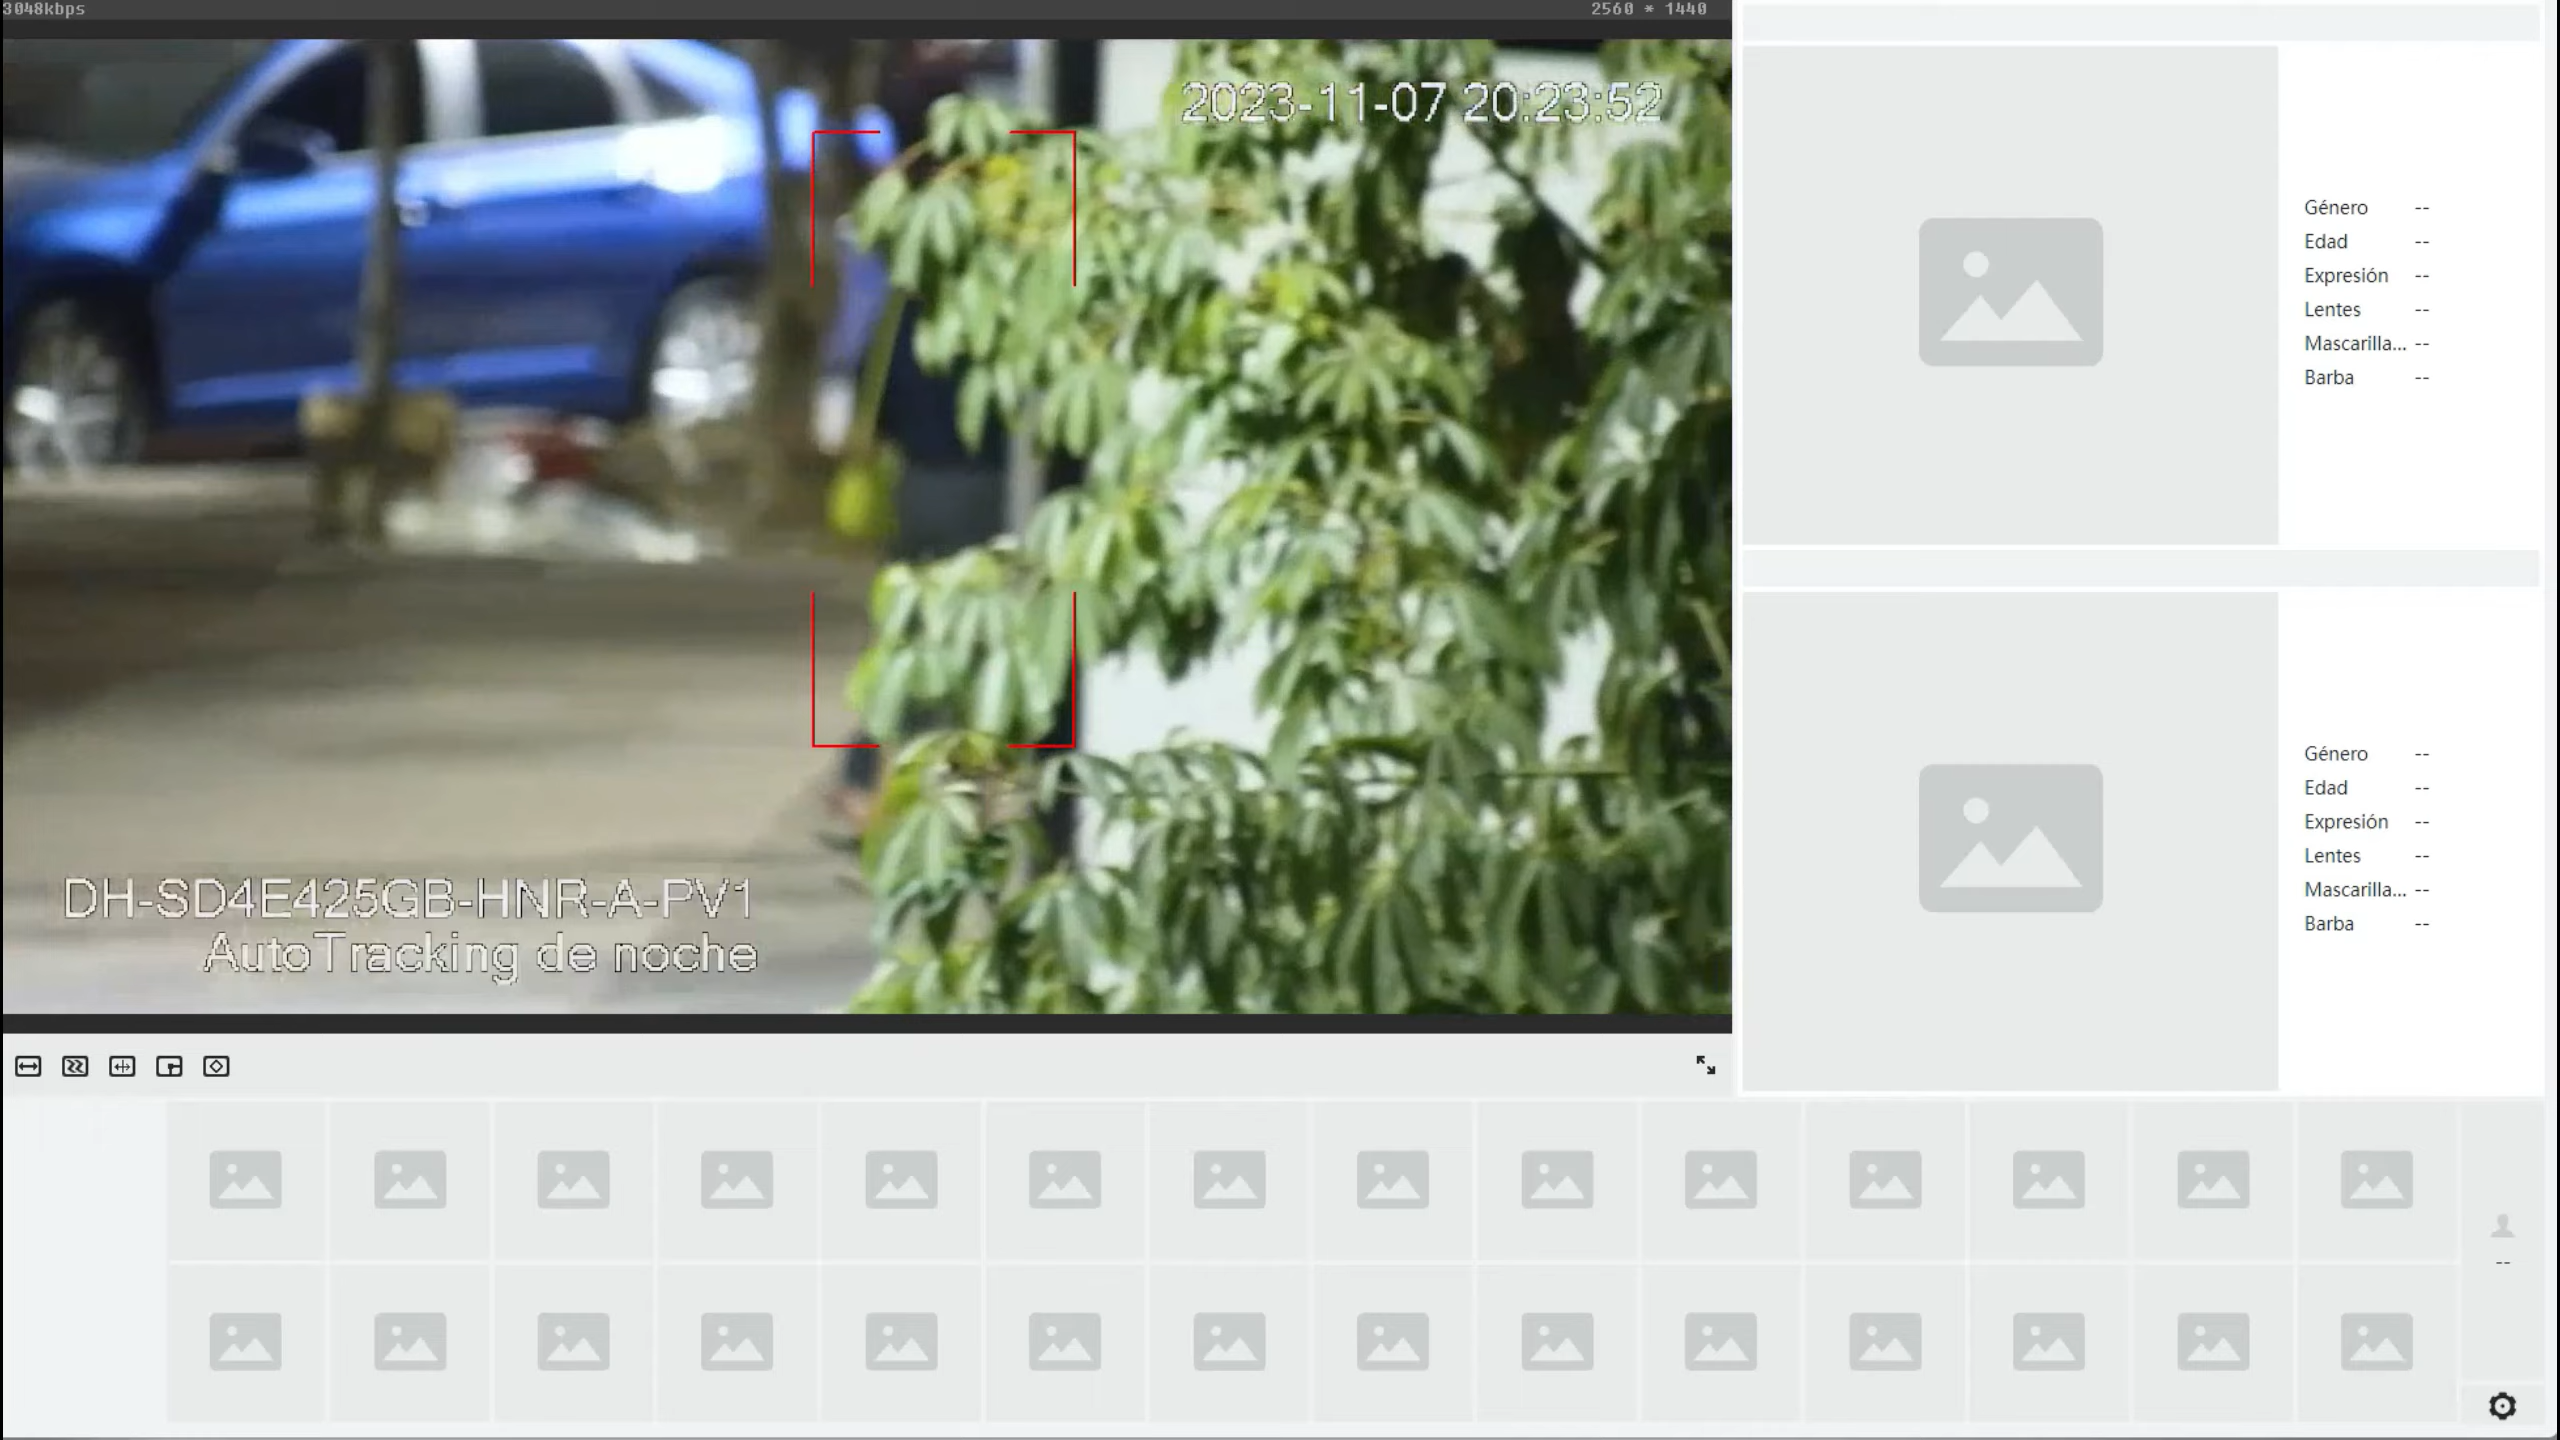 3048kbps
2560 * 1440
2023-11-07 20:23:52
DH-SD4E425GB-HNR-A-PV1
AutoTracking de noche
Género --
Edad --
Expresión --
Lentes --
Mascarilla... --
Barba --
Género --
Edad --
Expresión --
Lentes --
Mascarilla... --
Barba --
--